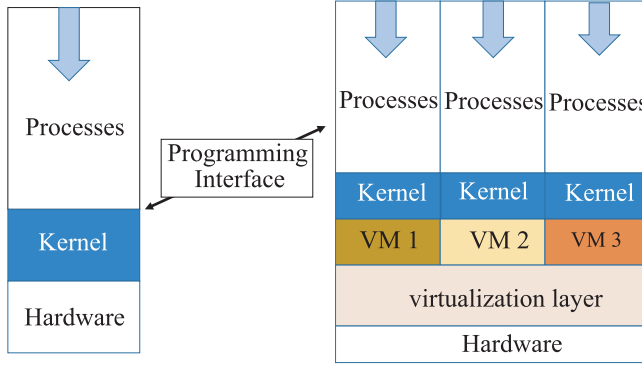 Processes
Kernel
Hardware
Programming
Interface
Processes Processes Processes
Kernel Kernel Kernel
VM 1 VM 2 VM 3
virtualization layer
Hardware